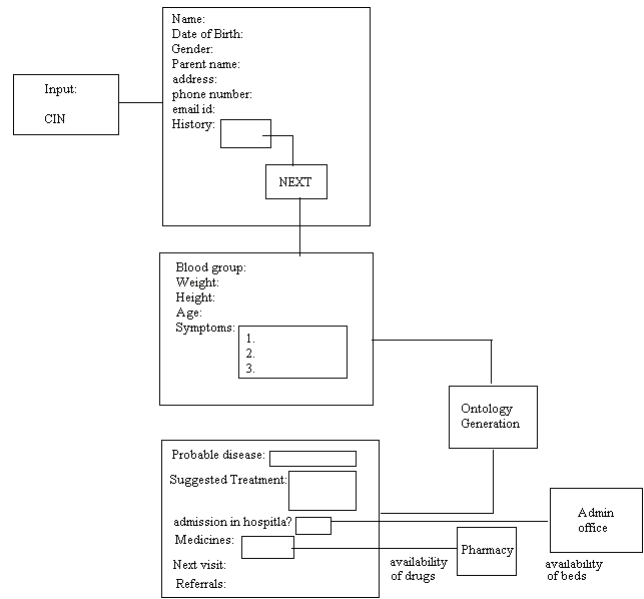 Input:
CIN
Name:
Date of Birth:
Gender:
Parent name:
address:
phone number:
email id:
History:
NEXT
Blood group:
Weight:
Height:
Age:
Symptoms:
1.
2.
3.
Ontology
Generation
Probable disease:
Suggested Treatment:
admission in hospitla?
Medicines:
Next visit:
Referrals:
availability
of drugs
Pharmacy
Admin
office
availability
of beds